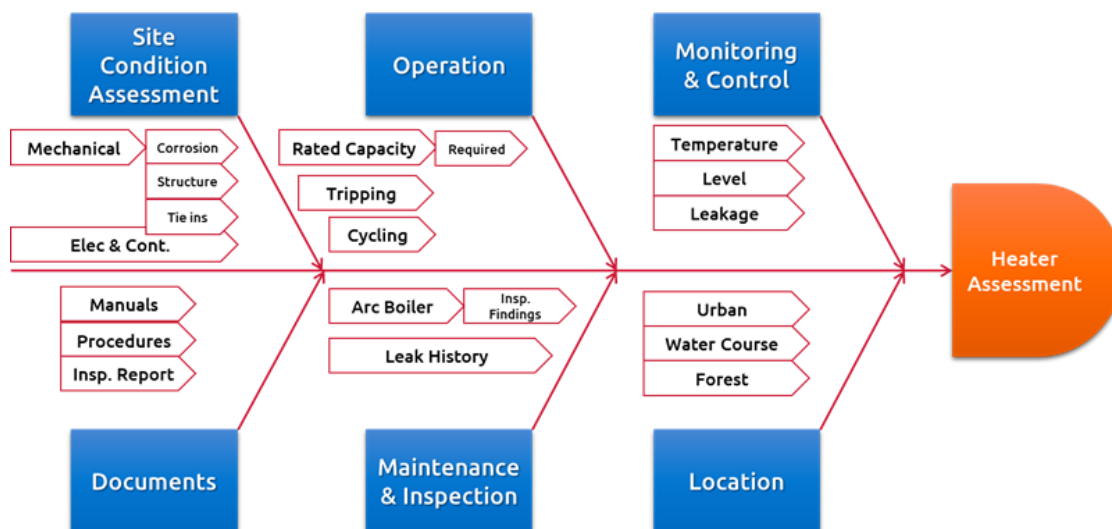 Site
Condition
Assessment
Operation
Monitoring
& Control
Mechanical
Corrosion
Structure
Tie ins
Elec & Cont.
Rated Capacity
Required
Tripping
Cycling
Temperature
Level
Leakage
Heater
Assessment
Manuals
Procedures
Insp. Report
Arc Boiler
Insp.
Findings
Leak History
Urban
Water Course
Forest
Documents
Maintenance
& Inspection
Location